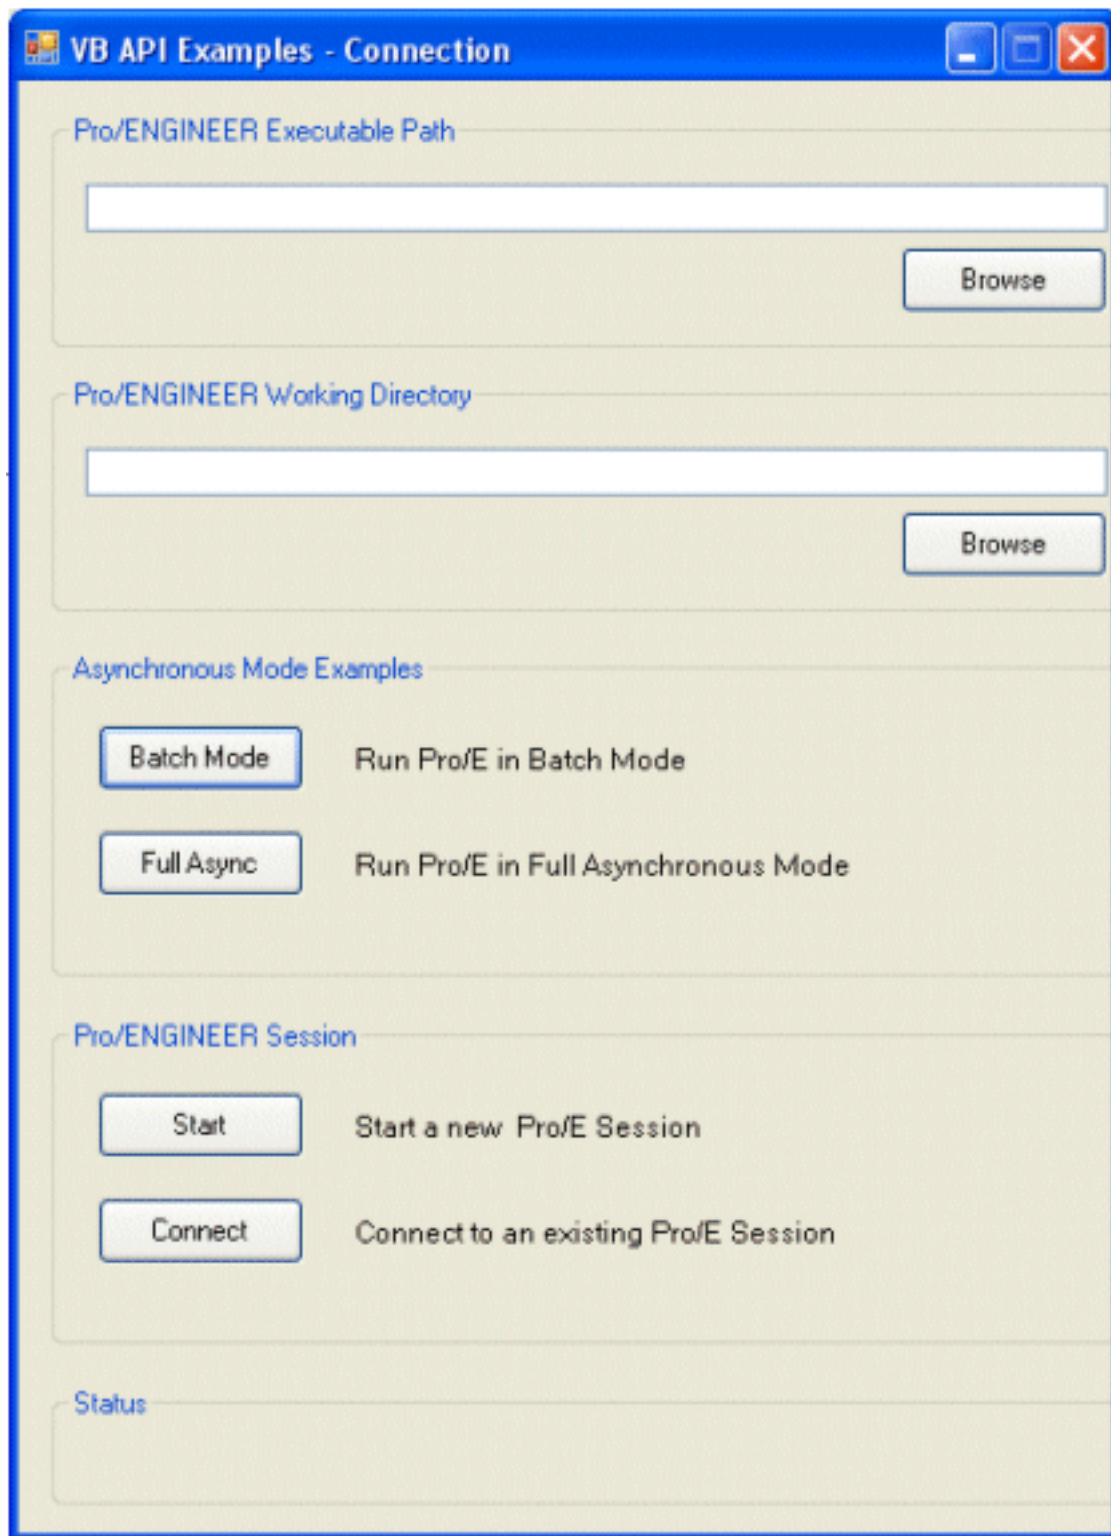 VB API Examples - Connection
Pro/ENGINEER Executable Path
Browse
Pro/ENGINEER Working Directory
Browse
Asynchronous Mode Examples
Batch Mode Run Pro/E in Batch Mode
Full Async Run Pro/E in Full Asynchronous Mode
Pro/ENGINEER Session
Start Start a new Pro/E Session
Connect Connect to an existing Pro/E Session
Status